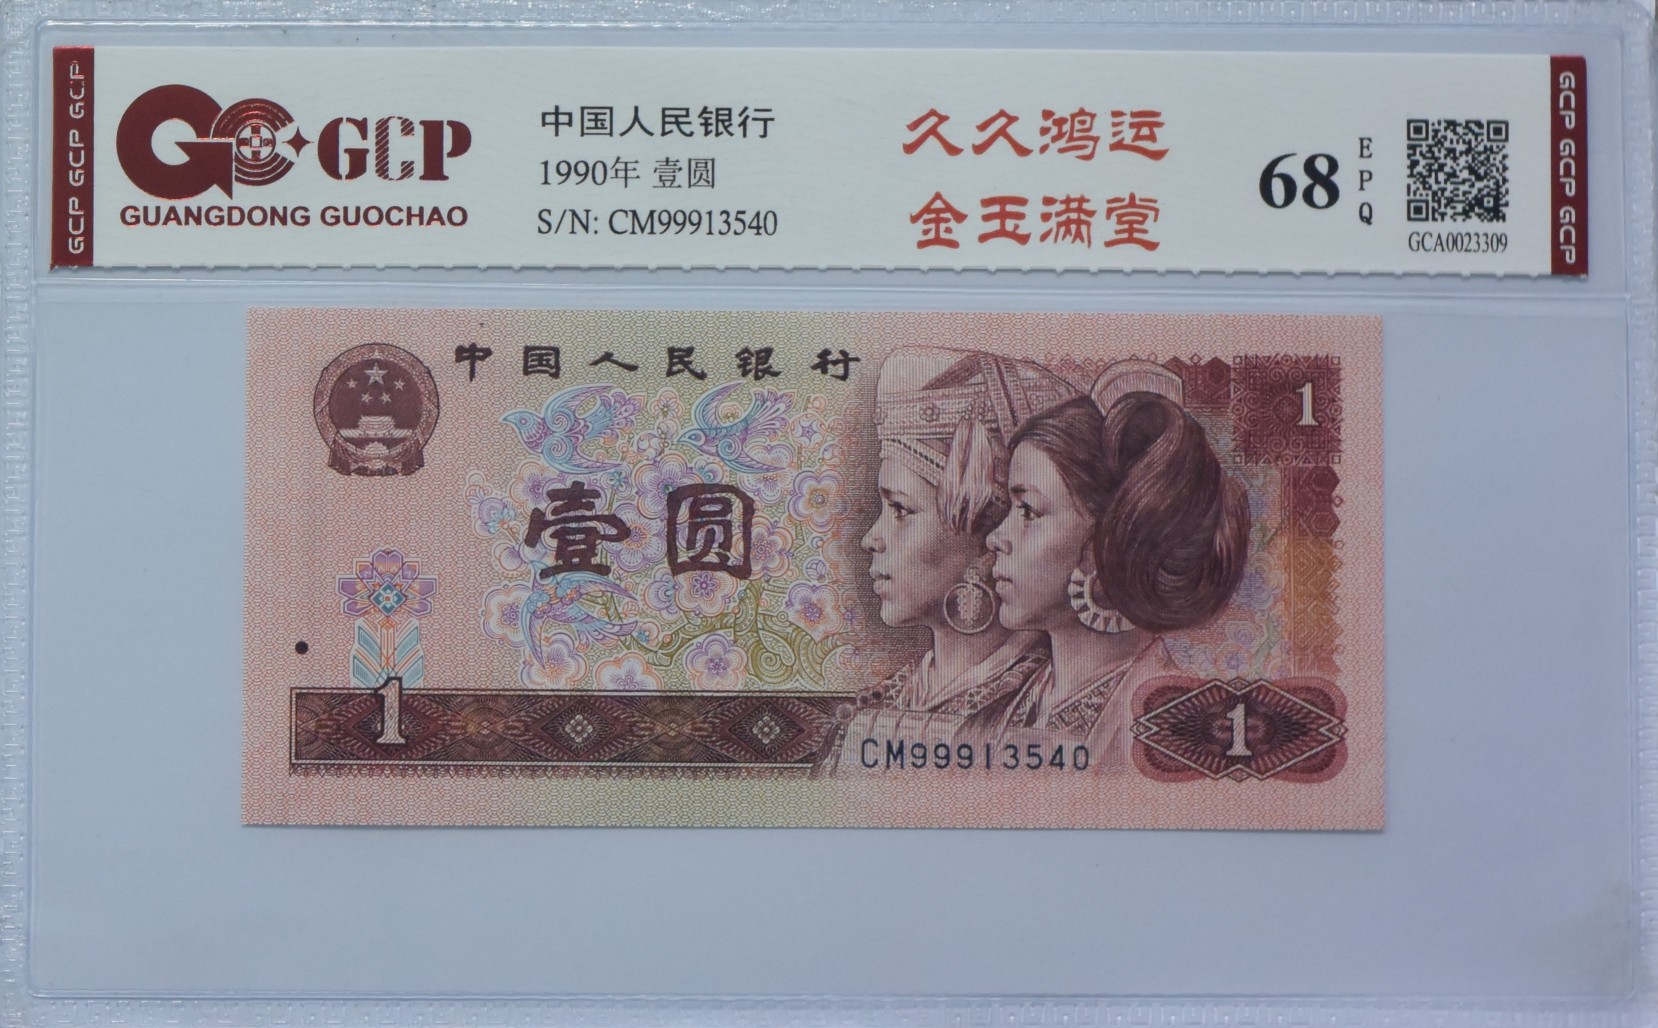 GCP GCP GCP
GCP
GUANGDONG GUOCHAO
中国人民银行
1990年 壹圆
S/N: CM99913540
久久鸿运
金玉满堂
68
EPQ
GCA0023309
GCP GCP GCP
中国人民银行
1
壹圆
1
CM99913540
1